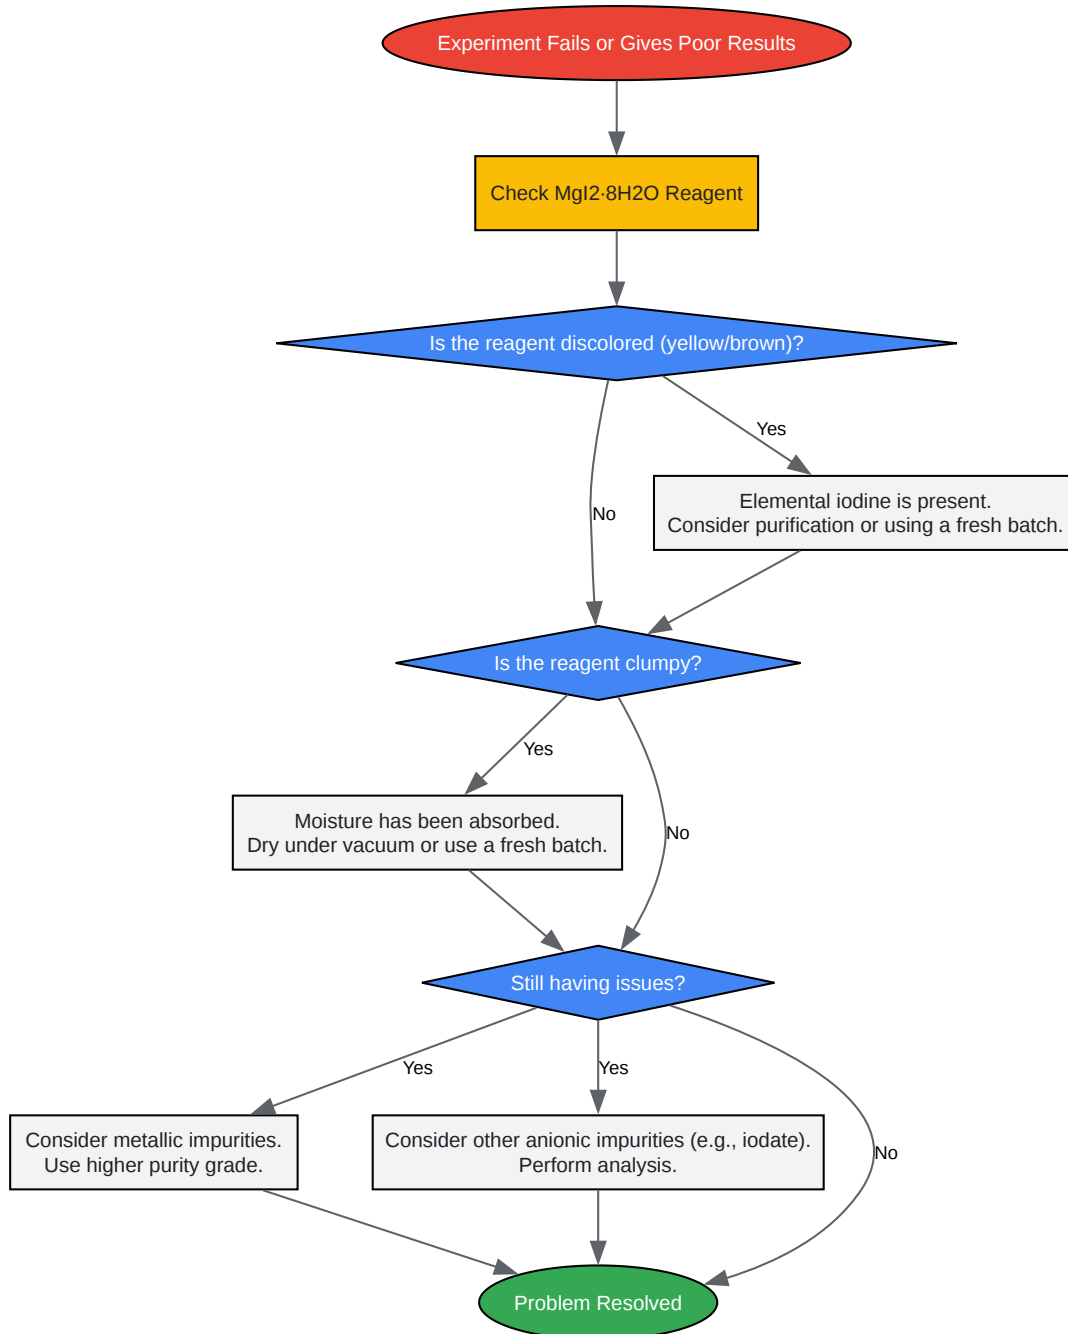 Experiment Fails or Gives Poor Results
Check MgI2·8H2O Reagent
Is the reagent discolored (yellow/brown)?
Yes
Elemental iodine is present.
Consider purification or using a fresh batch.
No
Is the reagent clumpy?
Yes
Moisture has been absorbed.
Dry under vacuum or use a fresh batch.
No
Still having issues?
Yes
Yes
Consider metallic impurities.
Use higher purity grade.
Consider other anionic impurities (e.g., iodate).
Perform analysis.
No
Problem Resolved